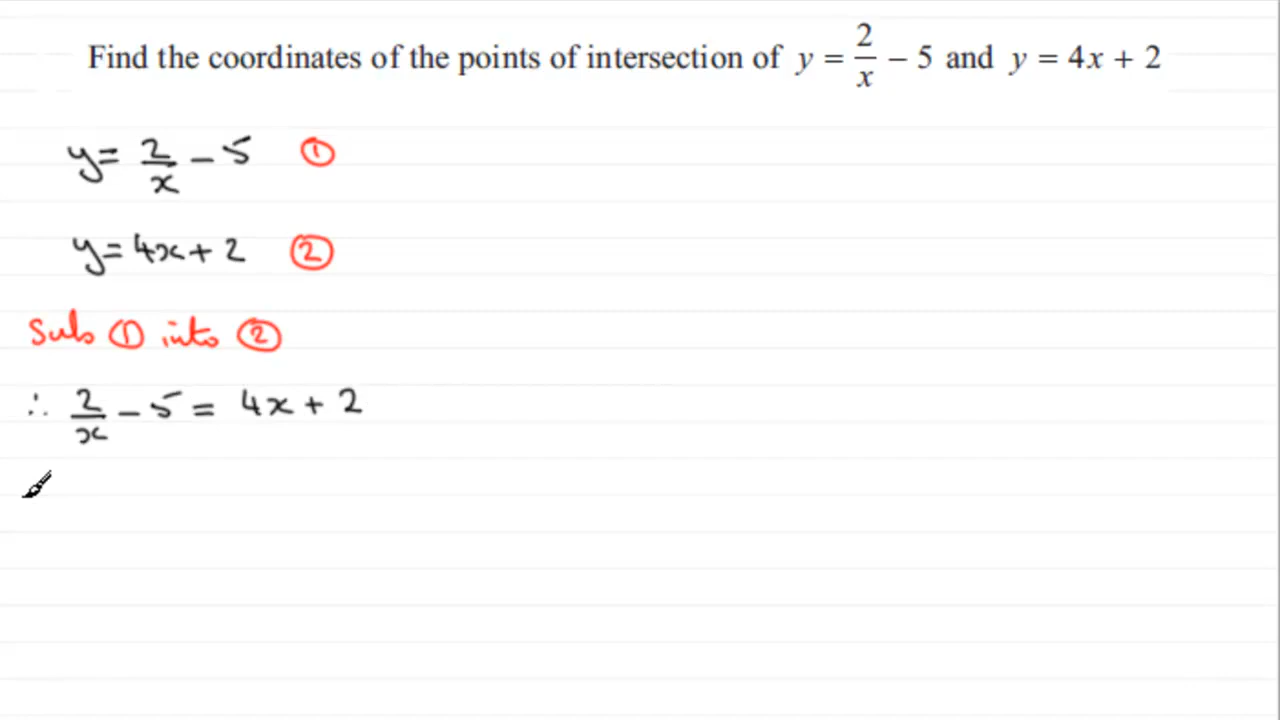 Find the coordinates of the points of intersection of y = 2/x − 5 and y = 4x + 2
y = 2/x − 5 ①
y = 4x + 2 ②
Sub ① into ②
∴ 2/x − 5 = 4x + 2